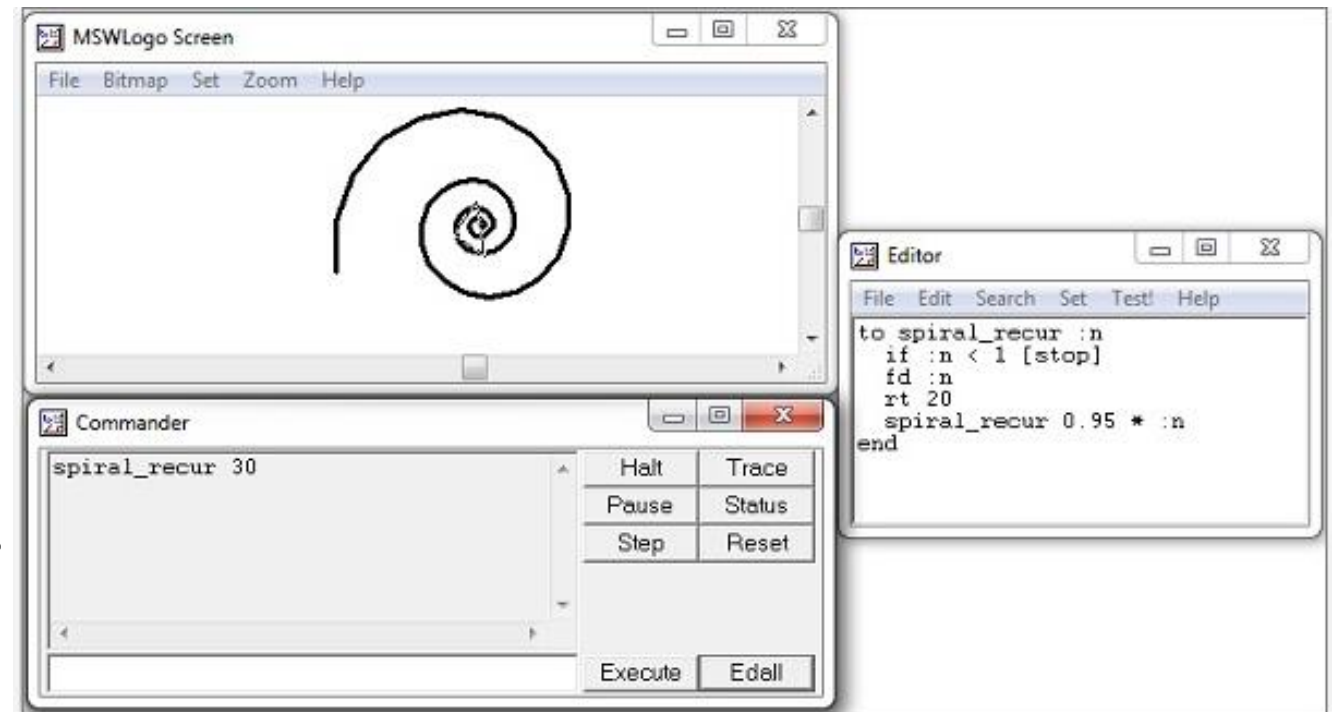 MSWLogo Screen
File Bitmap Set Zoom Help
Commander
spiral_recur 30
Halt Trace
Pause Status
Step Reset
Execute Edall
Editor
File Edit Search Set Test! Help
to spiral_recur :n
  if :n < 1 [stop]
  fd :n
  rt 20
  spiral_recur 0.95 * :n
end